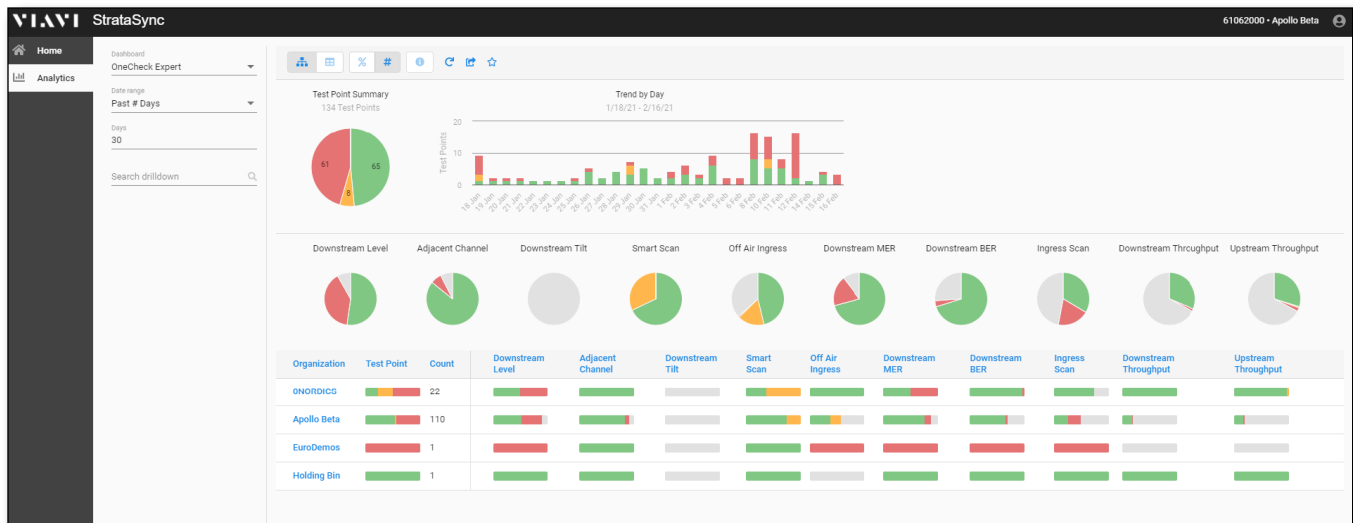 VIAVI StrataSync
61062000 • Apollo Beta
Home
Analytics
Dashboard
OneCheck Expert
Date range
Past # Days
Days
30
Search drilldown
% # 
Test Point Summary
134 Test Points
61
65
8
Trend by Day
1/18/21 - 2/16/21
Test Points
20
10
0
18 Jan 19 Jan 20 Jan 21 Jan 22 Jan 23 Jan 24 Jan 25 Jan 26 Jan 27 Jan 28 Jan 29 Jan 30 Jan 31 Jan 1 Feb 2 Feb 3 Feb 4 Feb 5 Feb 6 Feb 8 Feb 10 Feb 11 Feb 12 Feb 14 Feb 15 Feb 16 Feb
Downstream Level Adjacent Channel Downstream Tilt Smart Scan Off Air Ingress Downstream MER Downstream BER Ingress Scan Downstream Throughput Upstream Throughput
Organization Test Point Count Downstream Level Adjacent Channel Downstream Tilt Smart Scan Off Air Ingress Downstream MER Downstream BER Ingress Scan Downstream Throughput Upstream Throughput
0NORDICS 22
Apollo Beta 110
EuroDemos 1
Holding Bin 1